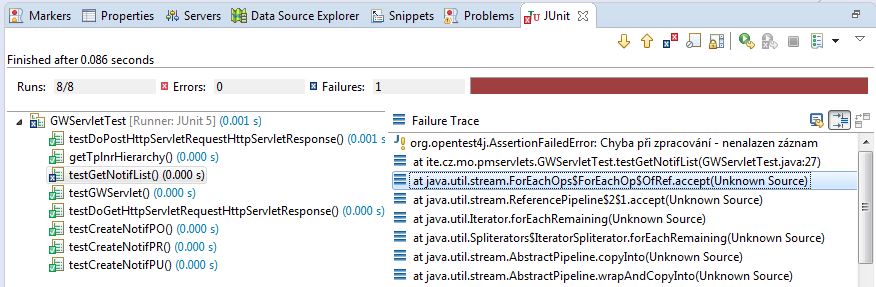 Markers Properties Servers Data Source Explorer Snippets Problems JUnit
Finished after 0.086 seconds
Runs: 8/8 Errors: 0 Failures: 1
GWServletTest [Runner: JUnit 5] (0.001 s)
testDoPostHttpServletRequestHttpServletResponse() (0.001 s)
getTplnrHierarchy() (0.000 s)
testGetNotifList() (0.000 s)
testGWServlet() (0.000 s)
testDoGetHttpServletRequestHttpServletResponse() (0.000 s)
testCreateNotifPO() (0.000 s)
testCreateNotifPR() (0.000 s)
testCreateNotifPU() (0.000 s)
Failure Trace
org.opentest4j.AssertionFailedError: Chyba při zpracování - nenalazen záznam
at ite.cz.mo.pmservlets.GWServletTest.testGetNotifList(GWServletTest.java:27)
at java.util.stream.ForEachOps$ForEachOp$OfRef.accept(Unknown Source)
at java.util.stream.ReferencePipeline$2$1.accept(Unknown Source)
at java.util.Iterator.forEachRemaining(Unknown Source)
at java.util.Spliterators$IteratorSpliterator.forEachRemaining(Unknown Source)
at java.util.stream.AbstractPipeline.copyInto(Unknown Source)
at java.util.stream.AbstractPipeline.wrapAndCopyInto(Unknown Source)